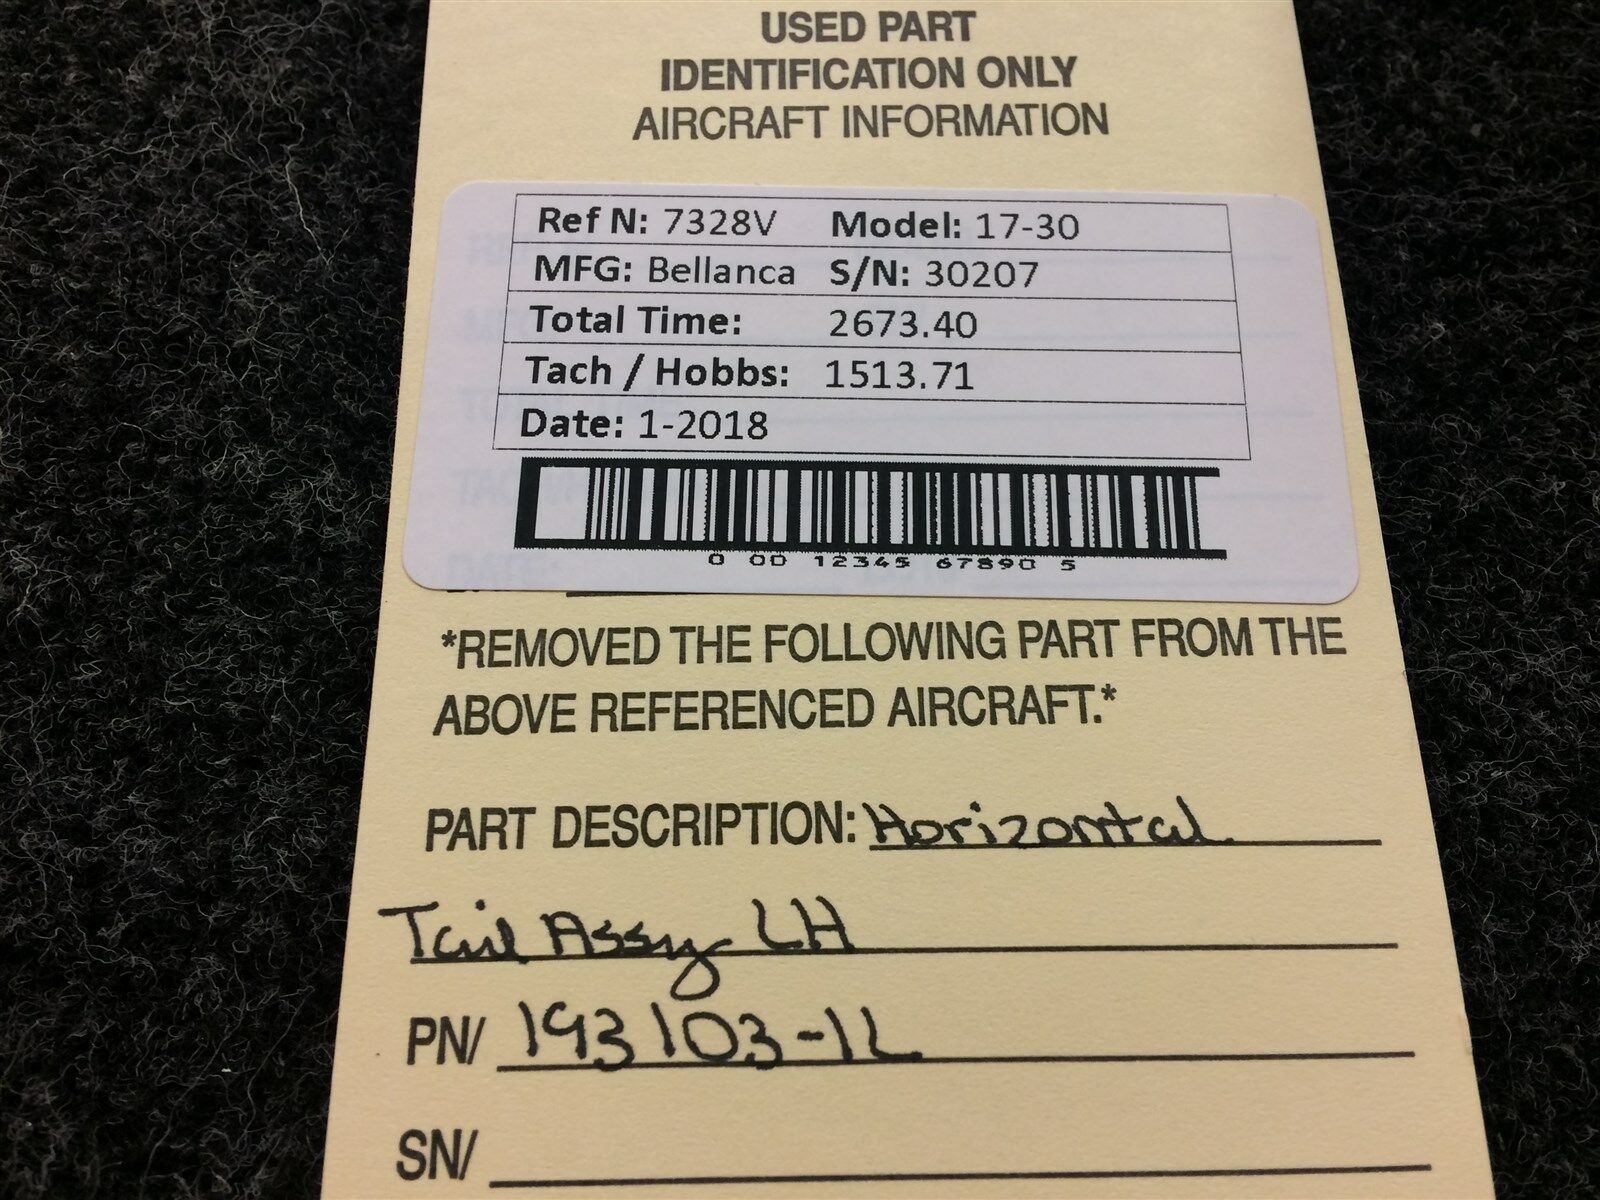 USED PART
IDENTIFICATION ONLY
AIRCRAFT INFORMATION
Ref N: 7328V Model: 17-30
MFG: Bellanca S/N: 30207
Total Time: 2673.40
Tach / Hobbs: 1513.71
Date: 1-2018
0 00 12345 67890 5
*REMOVED THE FOLLOWING PART FROM THE
ABOVE REFERENCED AIRCRAFT.*
PART DESCRIPTION: Horizontal
Tail Assy LH
PN/ 193103-1L
SN/